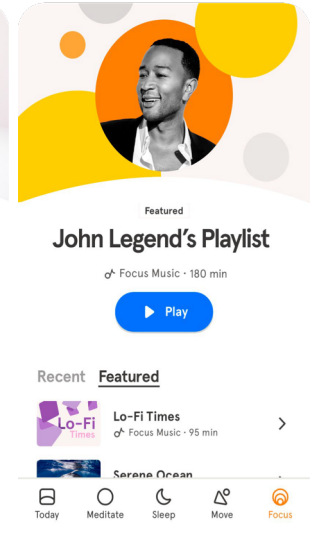 Featured
John Legend's Playlist
Focus Music · 180 min
Play
Recent Featured
Lo-Fi
Times
Lo-Fi Times
Focus Music · 95 min
Serene Ocean
Today Meditate Sleep Move Focus